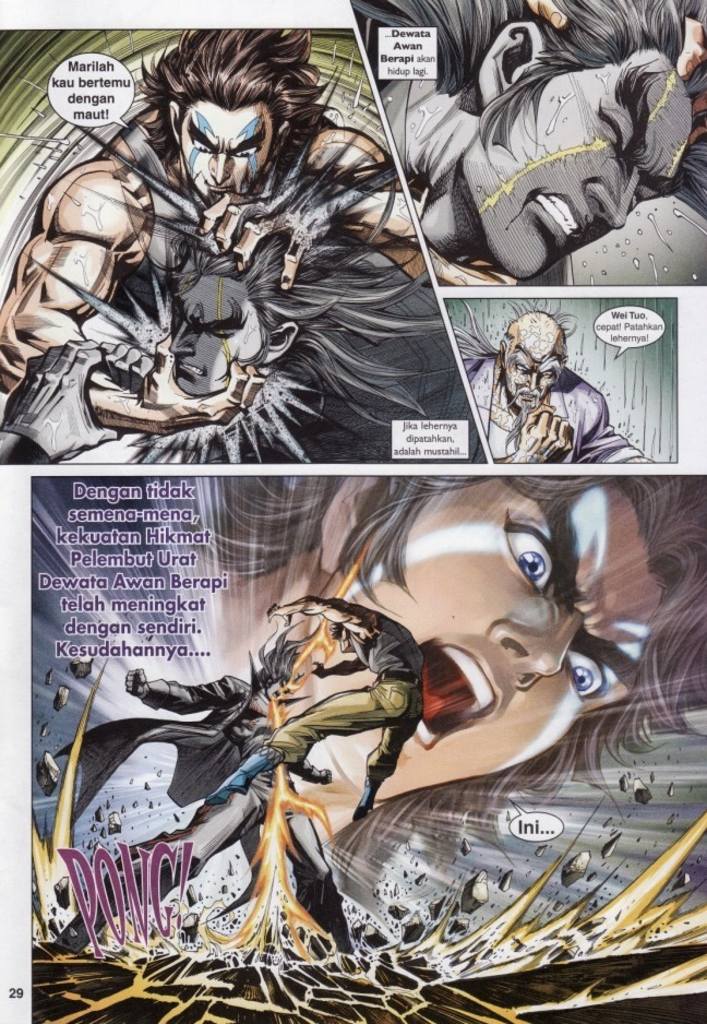 Marilah
kau bertemu
dengan
maut!
Jika lehernya
dipatahkan,
adalah mustahil...
...Dewata
Awan
Berapi akan
hidup lagi.
Wei Tuo,
cepat! Patahkan
lehernya!
Dengan tidak
semena-mena,
kekuatan Hikmat
Pelembut Urat
Dewata Awan Berapi
telah meningkat
dengan sendiri.
Kesudahannya....
Ini...
PONG!
29